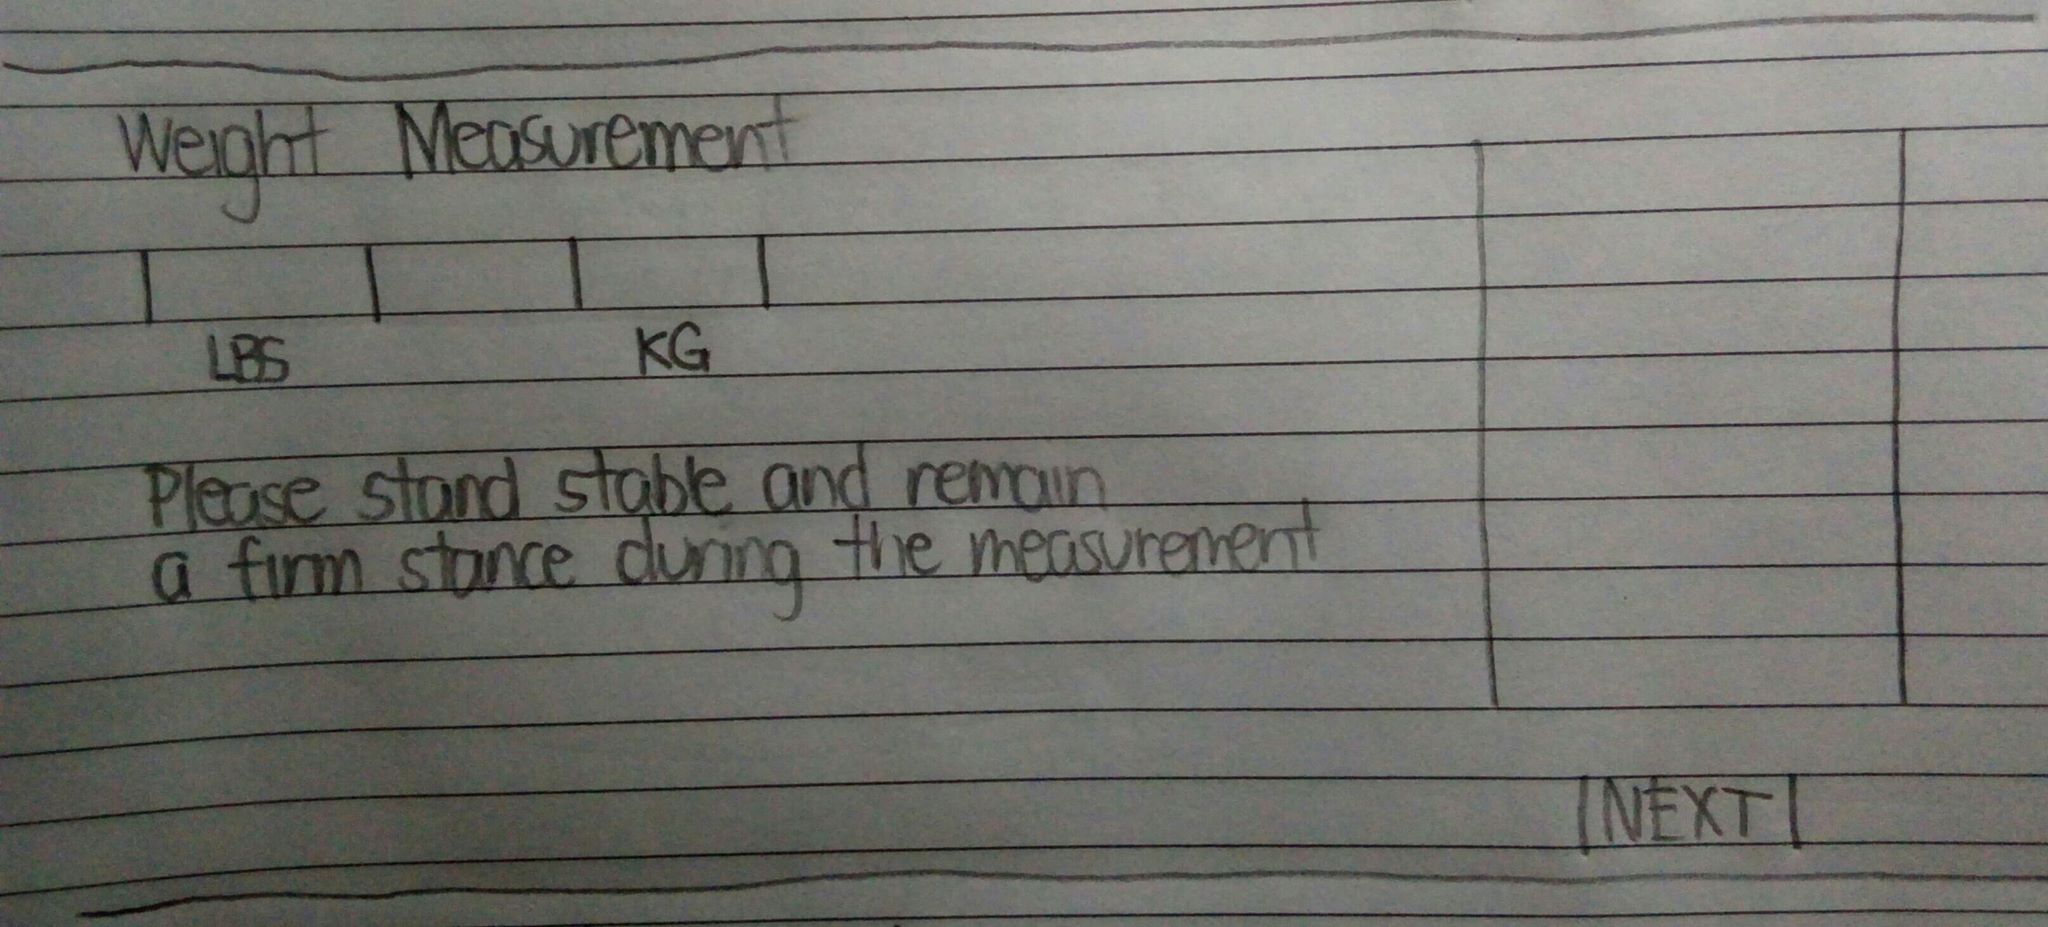 Weight Measurement
LBS KG
Please stand stable and remain
a firm stance during the measurement
NEXT